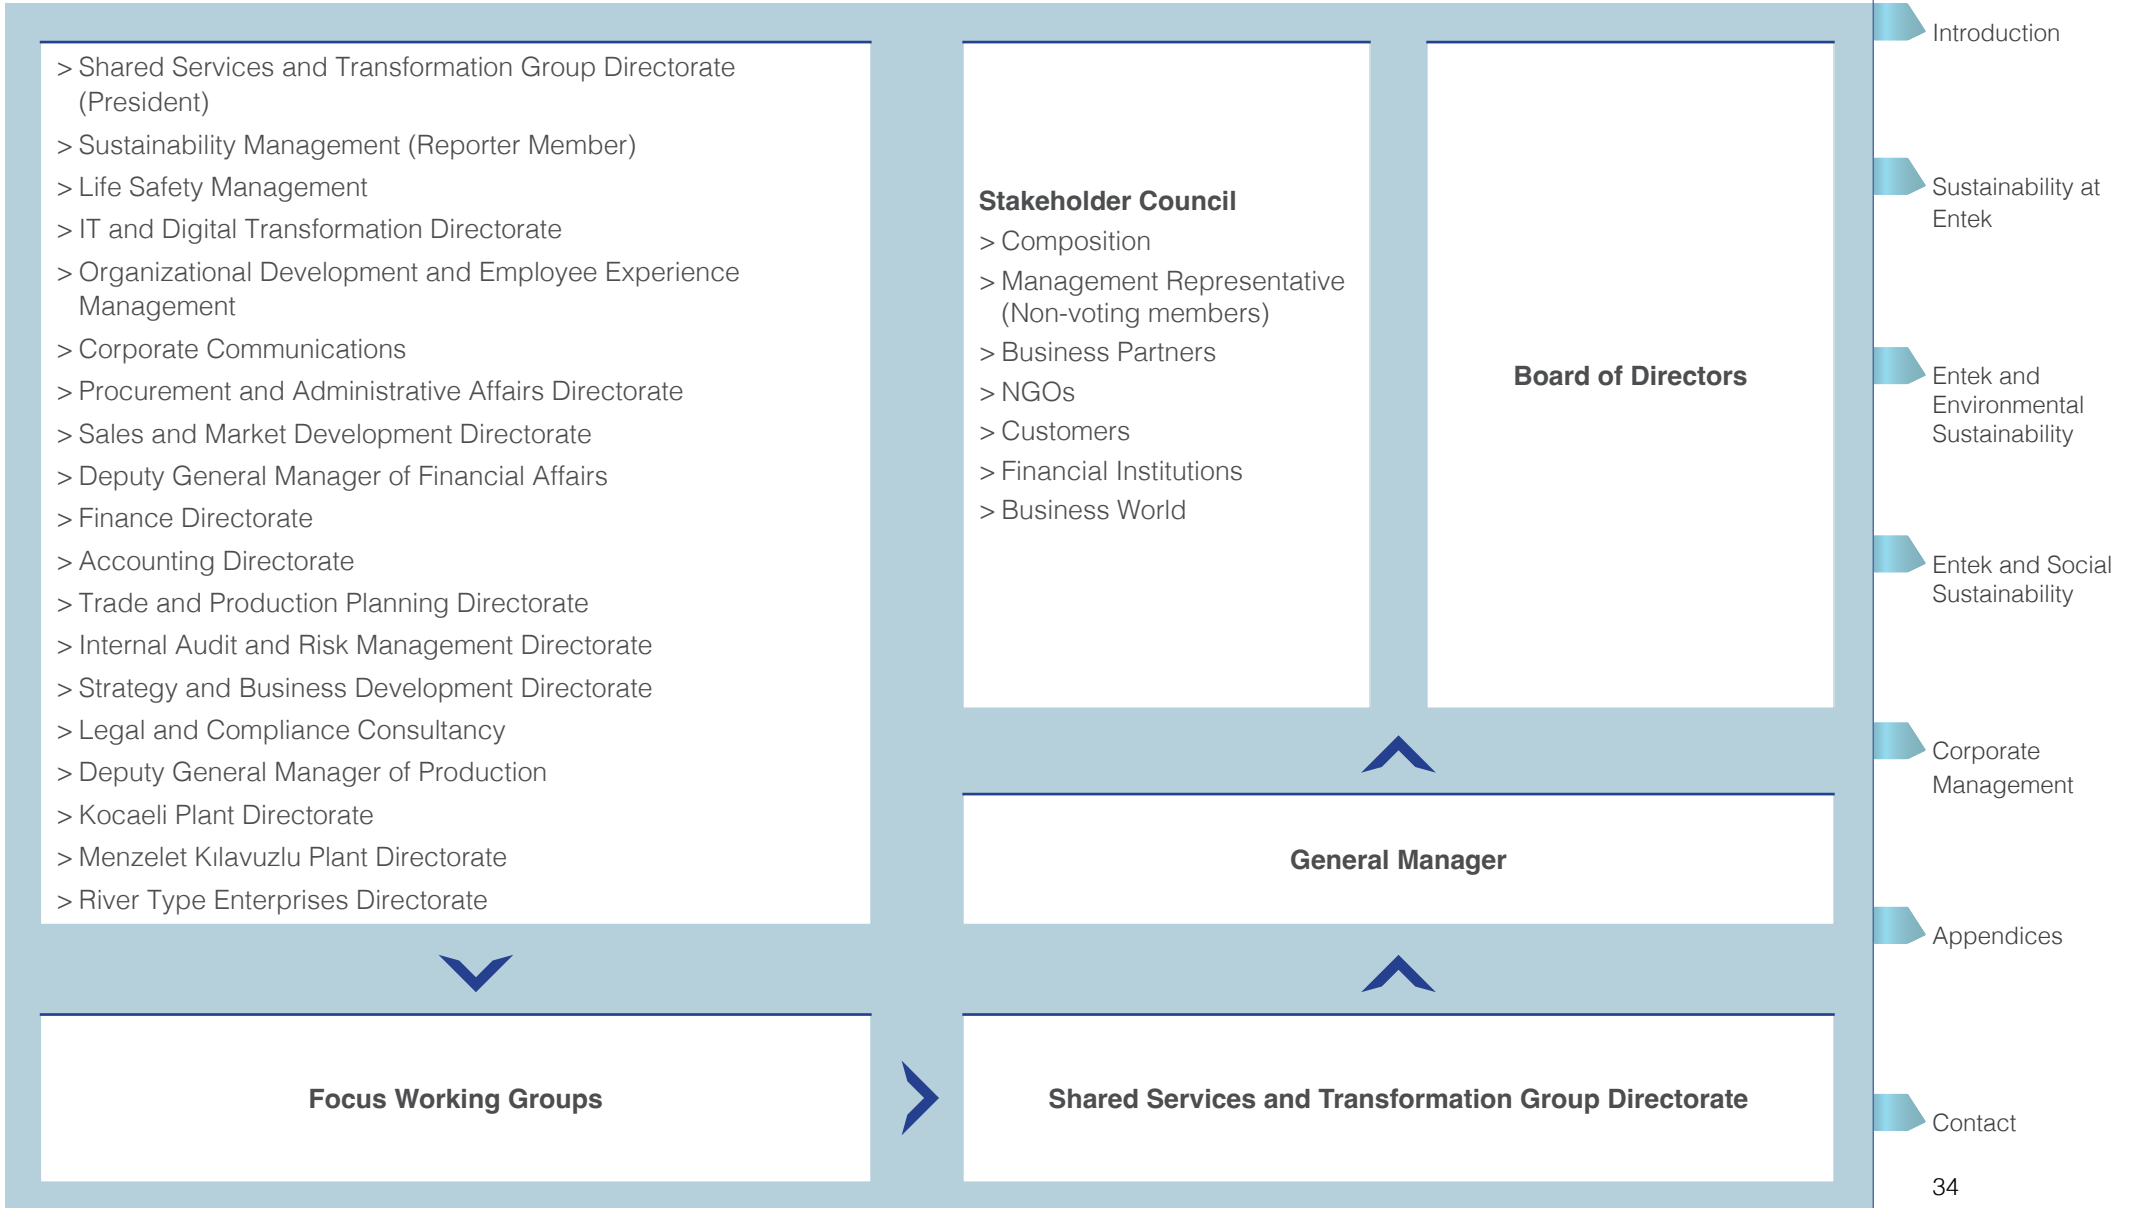 > Shared Services and Transformation Group Directorate
(President)
> Sustainability Management (Reporter Member)
> Life Safety Management
> IT and Digital Transformation Directorate
> Organizational Development and Employee Experience
Management
> Corporate Communications
> Procurement and Administrative Affairs Directorate
> Sales and Market Development Directorate
> Deputy General Manager of Financial Affairs
> Finance Directorate
> Accounting Directorate
> Trade and Production Planning Directorate
> Internal Audit and Risk Management Directorate
> Strategy and Business Development Directorate
> Legal and Compliance Consultancy
> Deputy General Manager of Production
> Kocaeli Plant Directorate
> Menzelet Kılavuzlu Plant Directorate
> River Type Enterprises Directorate
Focus Working Groups
Stakeholder Council
> Composition
> Management Representative
(Non-voting members)
> Business Partners
> NGOs
> Customers
> Financial Institutions
> Business World
Board of Directors
General Manager
Shared Services and Transformation Group Directorate
Introduction
Sustainability at
Entek
Entek and
Environmental
Sustainability
Entek and Social
Sustainability
Corporate
Management
Appendices
Contact
34